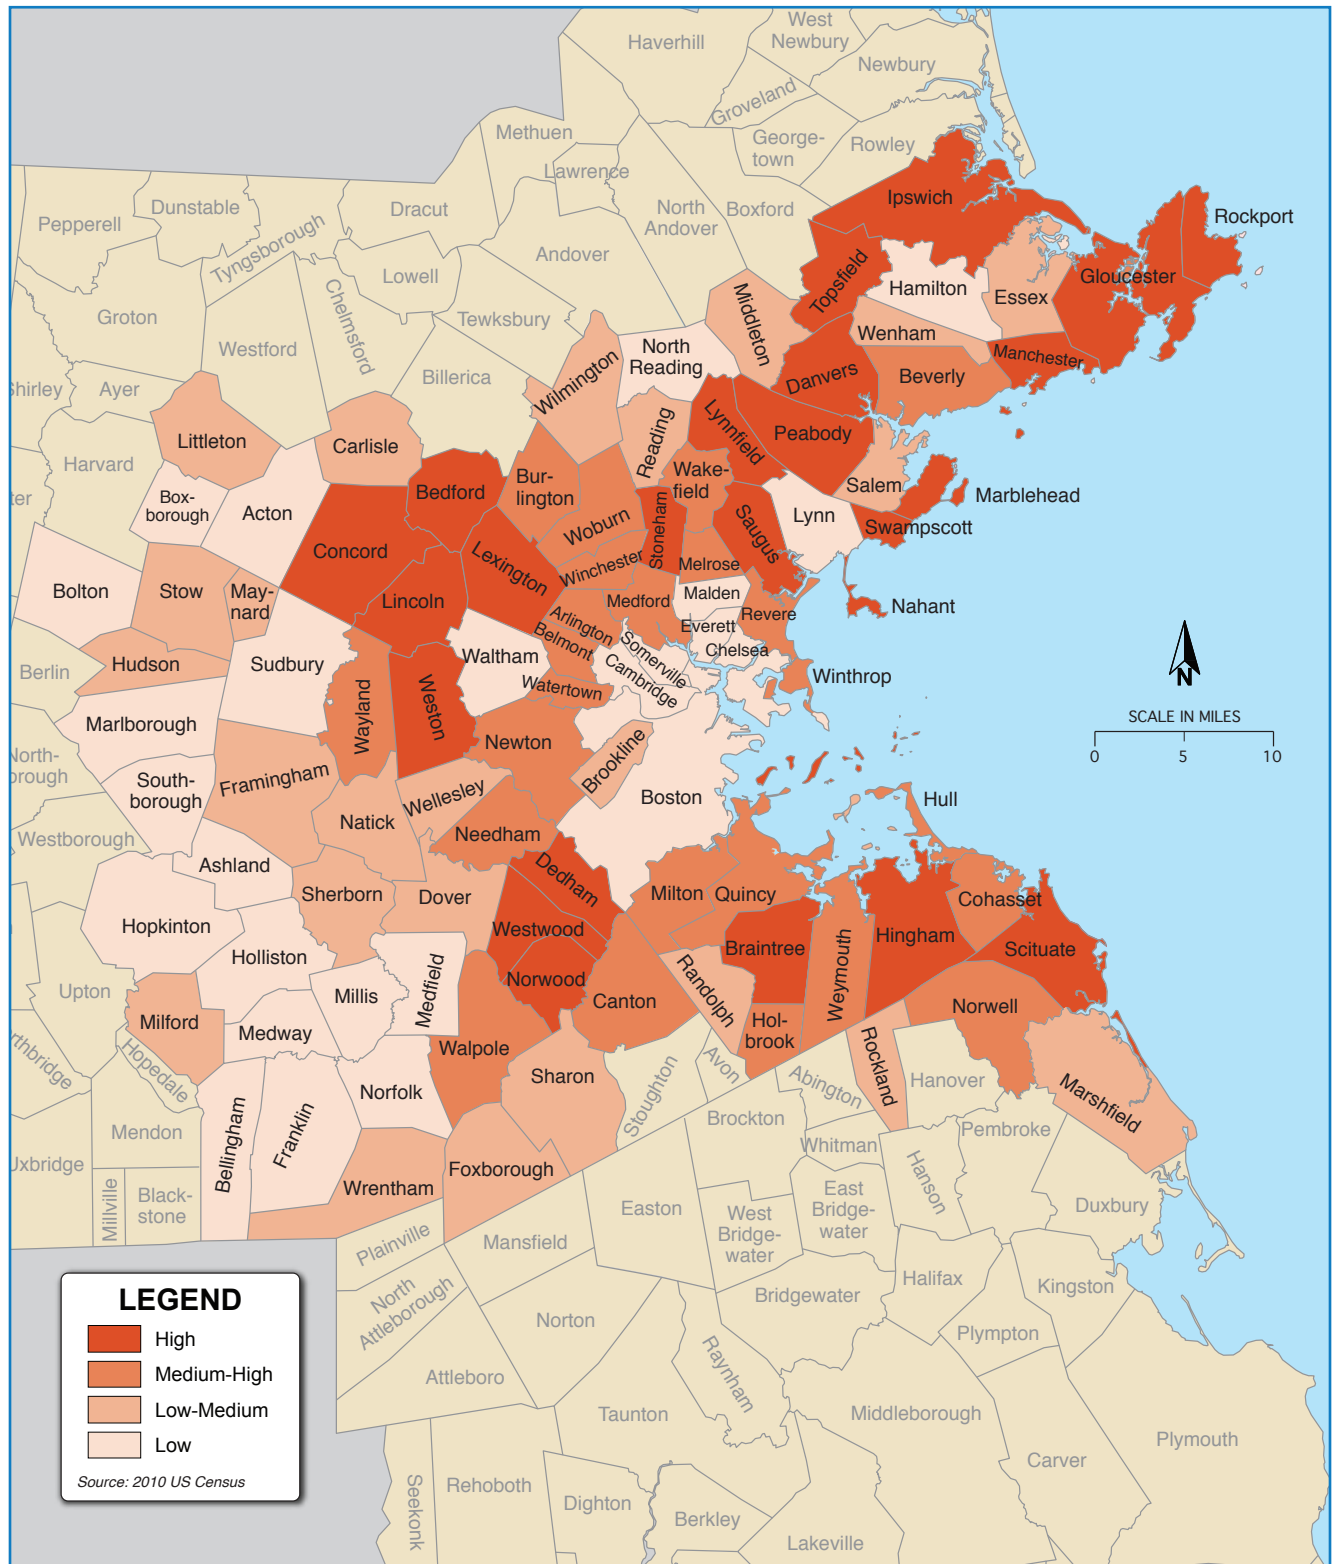 Haverhill
West
Newbury
Newbury
Groveland
Methuen
George-
town
Rowley
Lawrence
Ipswich
Dunstable
Pepperell
Tyngsborough
Dracut
North
Andover
Boxford
Rockport
Andover
Lowell
Topsfield
Hamilton
Essex
Gloucester
Groton
Chelmsford
Tewksbury
Middleton
Wenham
Westford
North
Reading
Manchester
Shirley
Ayer
Billerica
Wilmington
Danvers
Beverly
Littleton
Carlisle
Reading
Lynnfield
Peabody
Harvard
Bedford
Bur-
lington
Wake-
field
Salem
Marblehead
ter
Box-
borough
Acton
Woburn
Stoneham
Saugus
Lynn
Swampscott
Concord
Lexington
Winchester
Melrose
Bolton
Stow
May-
nard
Lincoln
Medford
Malden
Revere
Nahant
Arlington
Everett
Belmont
Somerville
Chelsea
Berlin
Hudson
Sudbury
Waltham
Cambridge
Winthrop
Watertown
N
Marlborough
Wayland
Weston
Newton
SCALE IN MILES
0
5
10
North-
borough
South-
borough
Framingham
Brookline
Wellesley
Boston
Hull
Westborough
Natick
Needham
Ashland
Dedham
Sherborn
Dover
Milton
Quincy
Cohasset
Hopkinton
Westwood
Braintree
Hingham
Scituate
Holliston
Norwood
Weymouth
Upton
Millis
Medfield
Canton
Randolph
Norwell
Milford
Medway
Walpole
Hol-
brook
Rockland
rthbridge
Hopedale
Sharon
Stoughton
Avon
Abington
Hanover
Norfolk
Marshfield
Mendon
Bellingham
Franklin
Brockton
Whitman
Pembroke
Uxbridge
Foxborough
Hanson
Millville
Black-
stone
Wrentham
Easton
West
Bridge-
water
East
Bridge-
water
Duxbury
Plainville
Mansfield
LEGEND
High
Medium-High
Low-Medium
Low
Source: 2010 US Census
North
Attleborough
Halifax
Kingston
Bridgewater
Norton
Plympton
Raynham
Attleboro
Taunton
Middleborough
Plymouth
Carver
Seekonk
Rehoboth
Dighton
Berkley
Lakeville